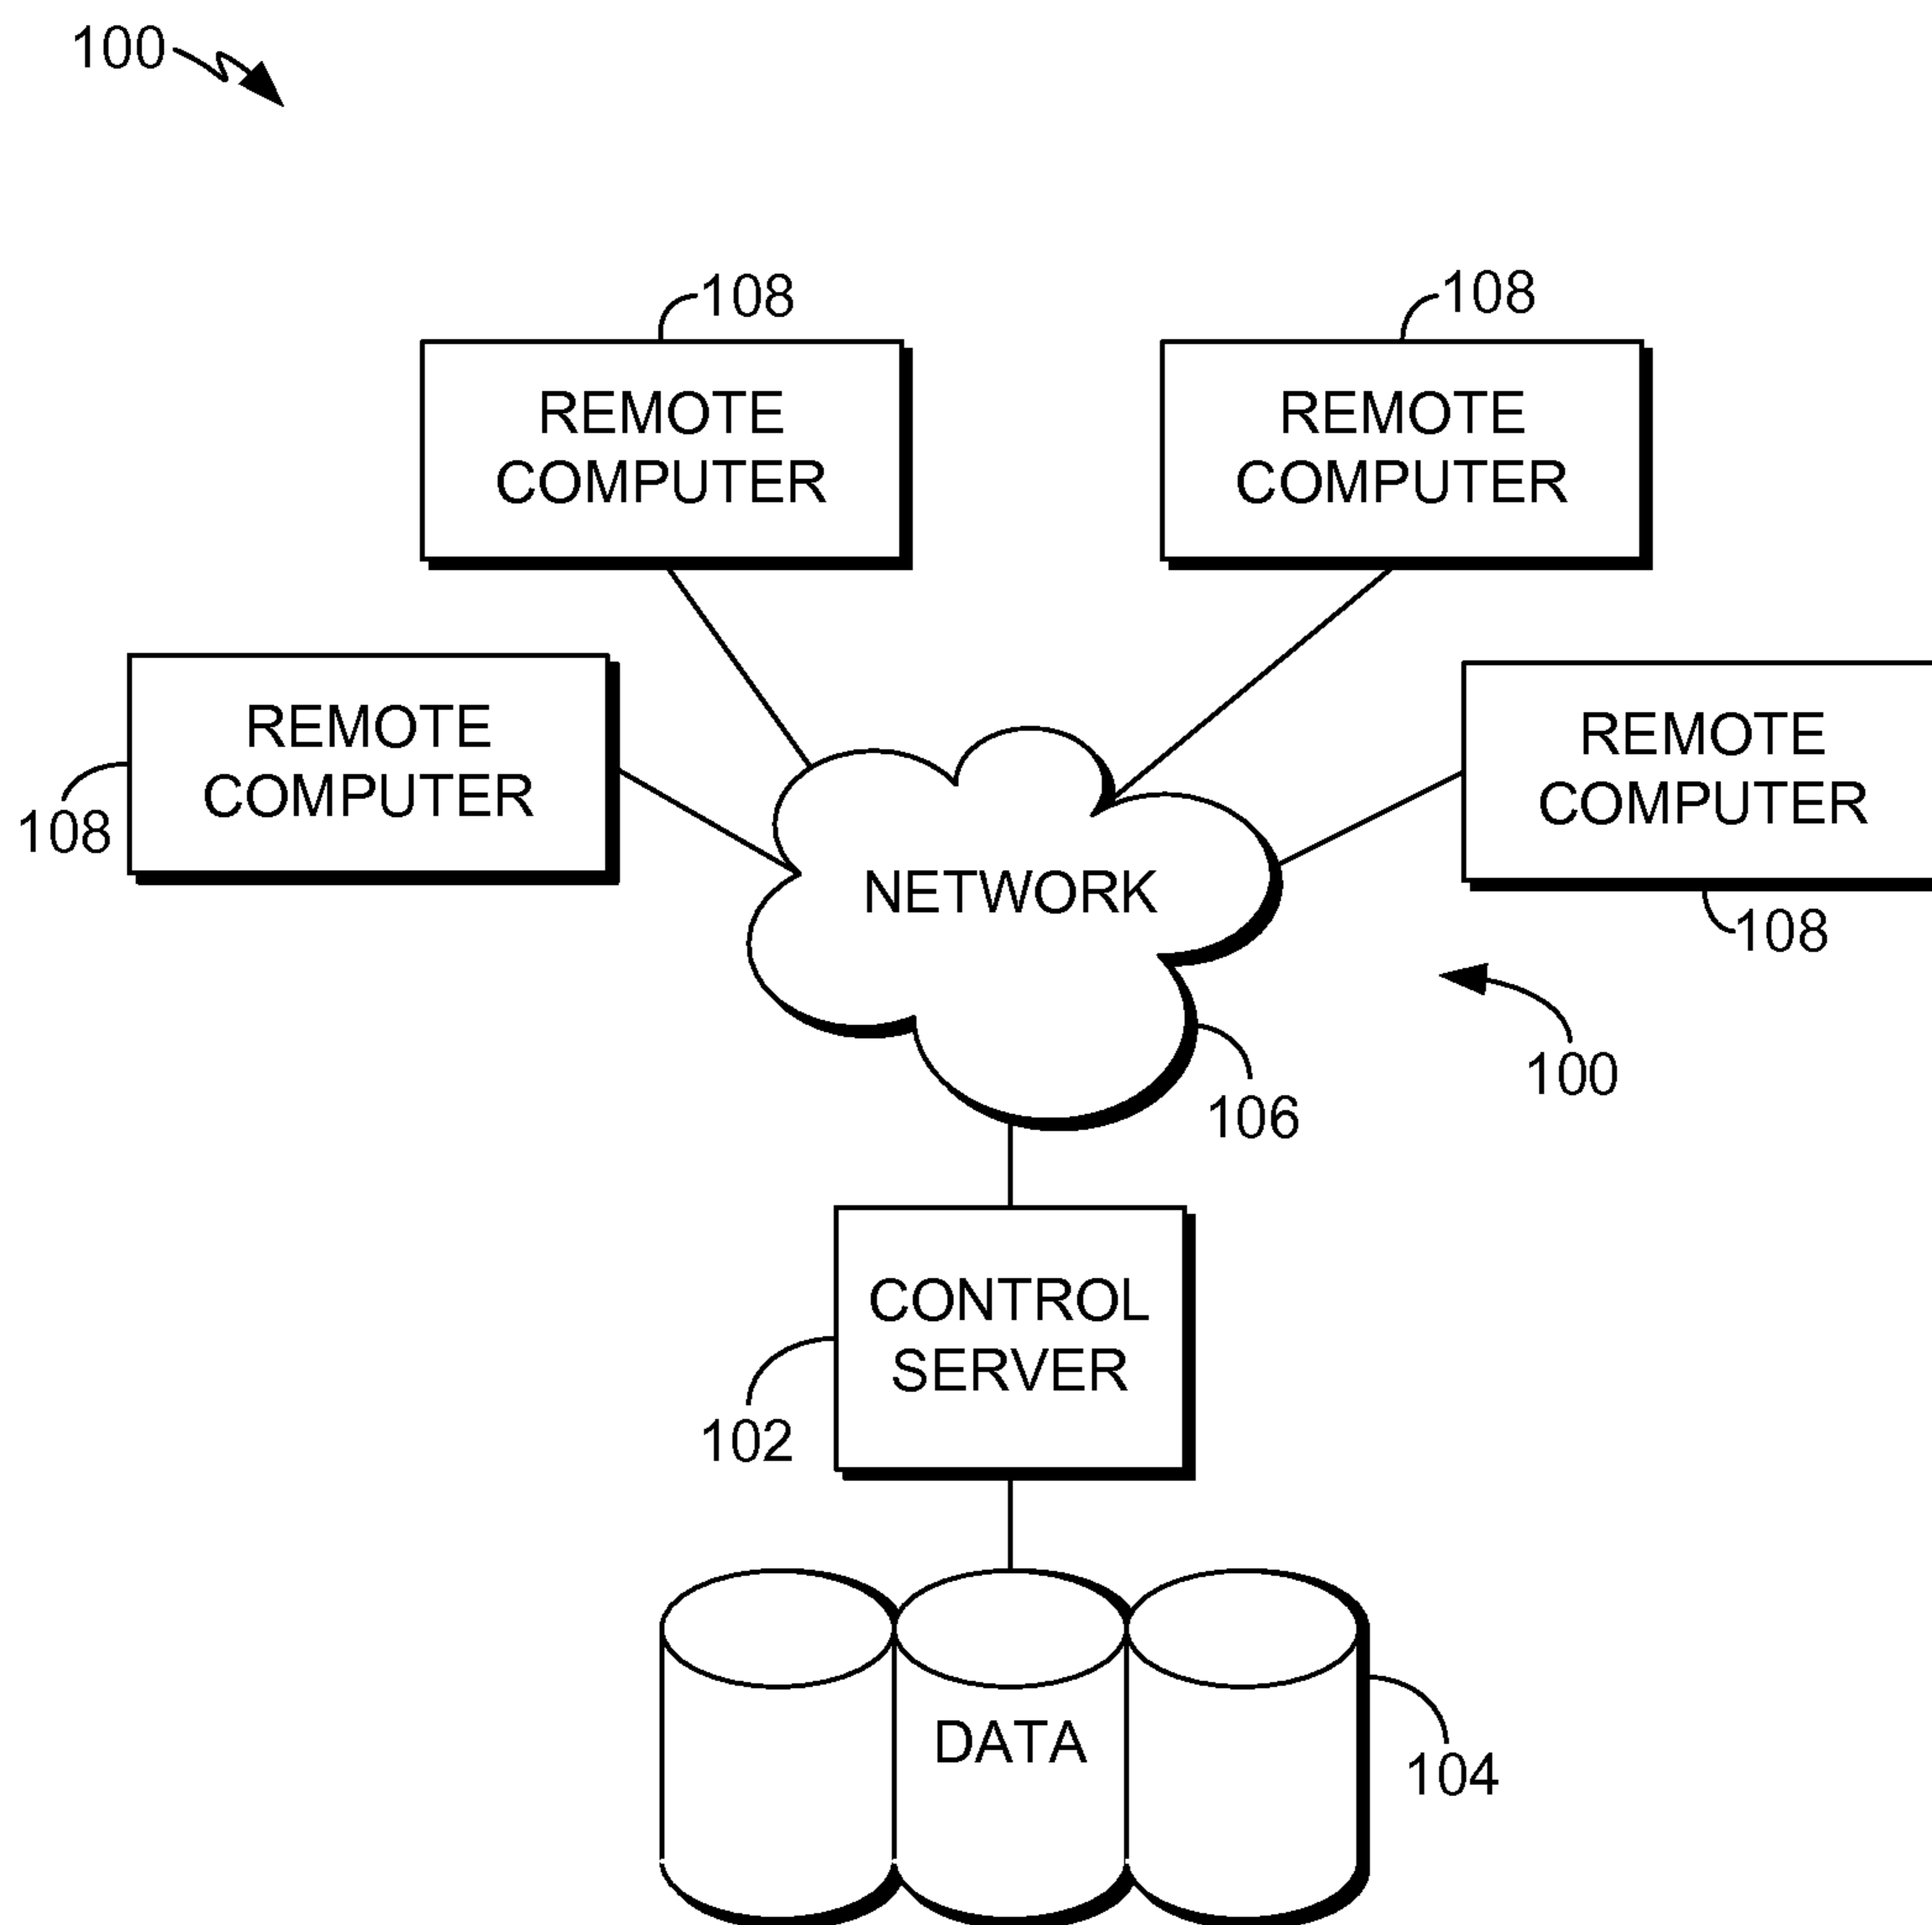 100
108
108
REMOTE
COMPUTER
REMOTE
COMPUTER
REMOTE
COMPUTER
108
REMOTE
COMPUTER
108
NETWORK
100
106
CONTROL
SERVER
102
DATA
104